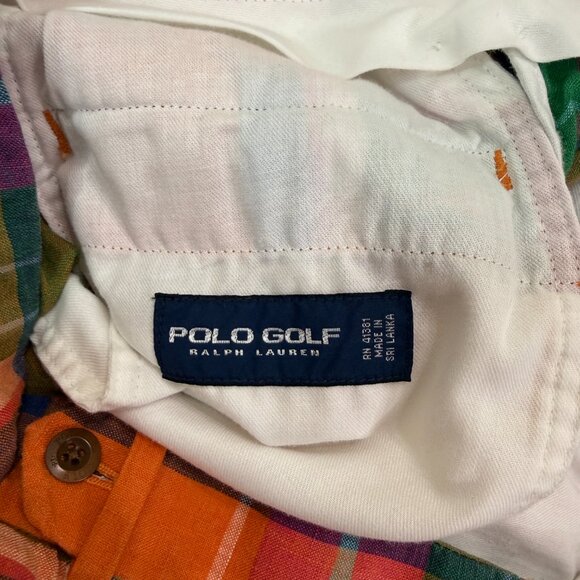 POLO GOLF
RALPH LAUREN
RN 41381
MADE IN
SRI LANKA